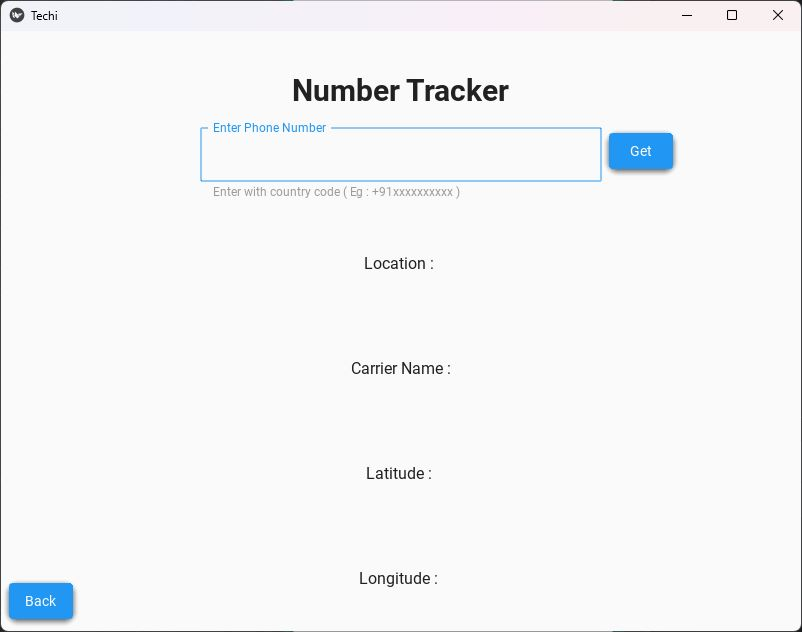 Techi
Number Tracker
Enter Phone Number
Get
Enter with country code ( Eg : +91xxxxxxxxxx )
Location :
Carrier Name :
Latitude :
Longitude :
Back